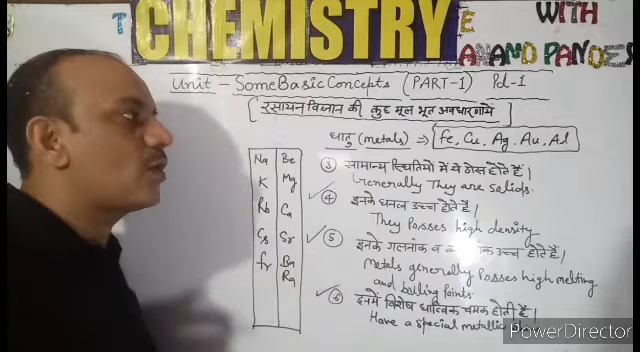 CHEMISTRY
WITH
ANAND PANDEY
Unit - Some Basic Concepts (PART-1) Pd-1
रसायन विज्ञान की कुछ मूल भूत अवधारणायें
धातु (metals) ⇒ Fe, Cu, Ag, Au, Al
Na Be
K Mg
Rb Ca
Cs Sr
Fr Ba
Ra
③ सामान्य स्थितियों में ये ठोस होते हैं।
Generally They are solids.
④ इनके घनत्व उच्च होते हैं।
They Posses high density
⑤ इनके गलनांक व उच्च होते हैं।
Metals generally Posses high melting
and boiling Points.
⑥ इनमें विशेष धात्विक चमक होती है।
Have a special metallic
PowerDirector